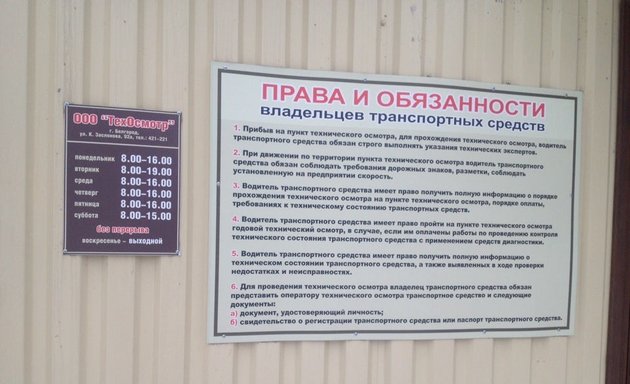 ООО "ТехОсмотр"
г. Белгород,
ул. К. Заслонова, 92а, тел.: 421-221
понедельник 8.00–16.00
вторник 8.00–19.00
среда 8.00–16.00
четверг 8.00–16.00
пятница 8.00–16.00
суббота 8.00–15.00
без перерыва
воскресенье – выходной
ПРАВА И ОБЯЗАННОСТИ
владельцев транспортных средств
1. Прибыв на пункт технического осмотра, для прохождения технического осмотра, водитель
транспортного средства обязан строго выполнять указания технических экспертов.
2. При движении по территории пункта технического осмотра водитель транспортного
средства обязан соблюдать требования дорожных знаков, разметки, соблюдать
установленную на предприятии скорость.
3. Водитель транспортного средства имеет право получить полную информацию о порядке
прохождения технического осмотра на пункте технического осмотра, порядке оплаты,
требованиях к техническому состоянию транспортных средств.
4. Водитель транспортного средства имеет право пройти на пункте технического осмотра
годовой технический осмотр, в случае, если им оплачены работы по проведению контроля
технического состояния транспортного средства с применением средств диагностики.
5. Водитель транспортного средства имеет право получить полную информацию о
техническом состоянии транспортного средства, а также выявленных в ходе проверки
недостатках и неисправностях.
6. Для проведения технического осмотра владелец транспортного средства обязан
представить оператору технического осмотра транспортное средство и следующие
документы:
а) документ, удостоверяющий личность;
б) свидетельство о регистрации транспортного средства или паспорт транспортного средства.